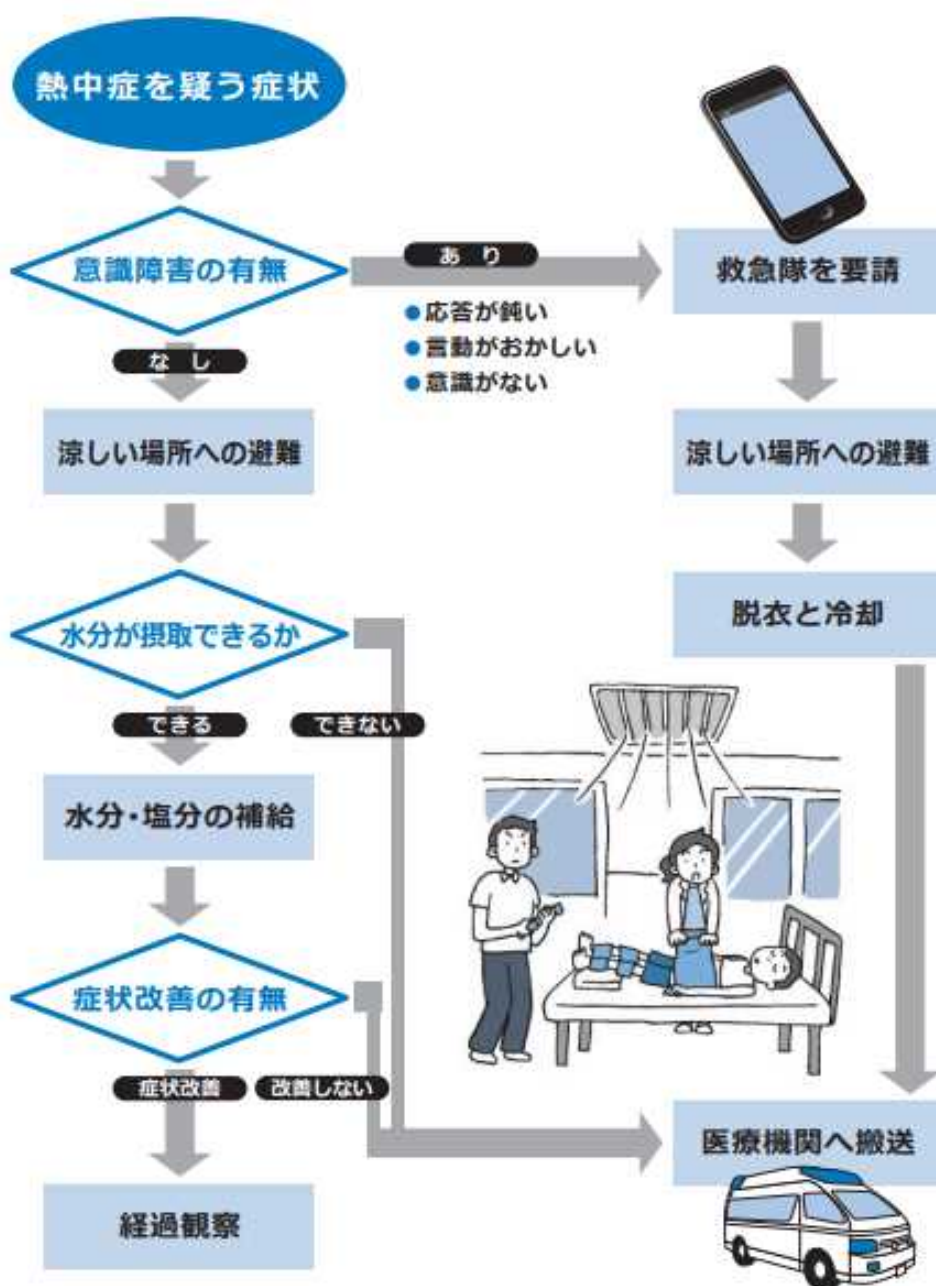 熱中症を疑う症状
意識障害の有無
あり
●応答が鈍い
●言動がおかしい
●意識がない
救急隊を要請
なし
涼しい場所への避難
涼しい場所への避難
水分が摂取できるか
脱衣と冷却
できる
できない
水分・塩分の補給
症状改善の有無
症状改善
改善しない
医療機関へ搬送
経過観察